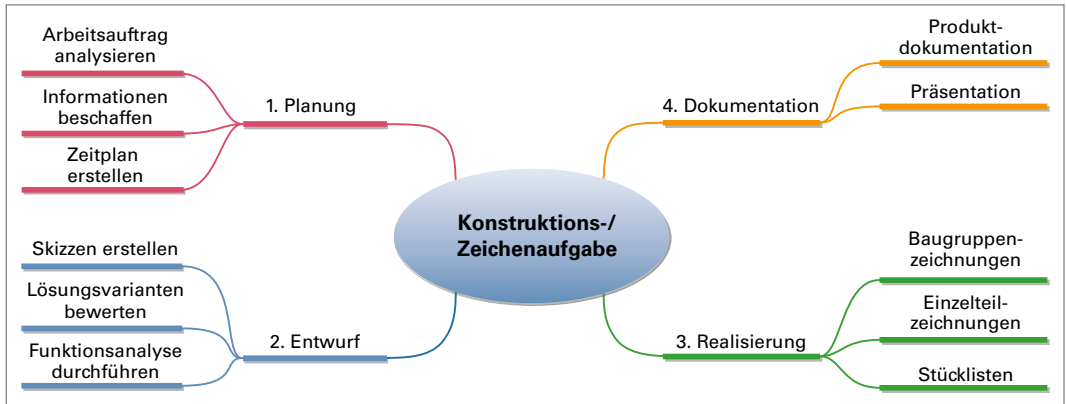 Konstruktions-/
Zeichenaufgabe
1. Planung
Arbeitsauftrag
analysieren
Informationen
beschaffen
Zeitplan
erstellen
2. Entwurf
Skizzen erstellen
Lösungsvarianten
bewerten
Funktionsanalyse
durchführen
3. Realisierung
Baugruppen-
zeichnungen
Einzelteil-
zeichnungen
Stücklisten
4. Dokumentation
Produkt-
dokumentation
Präsentation